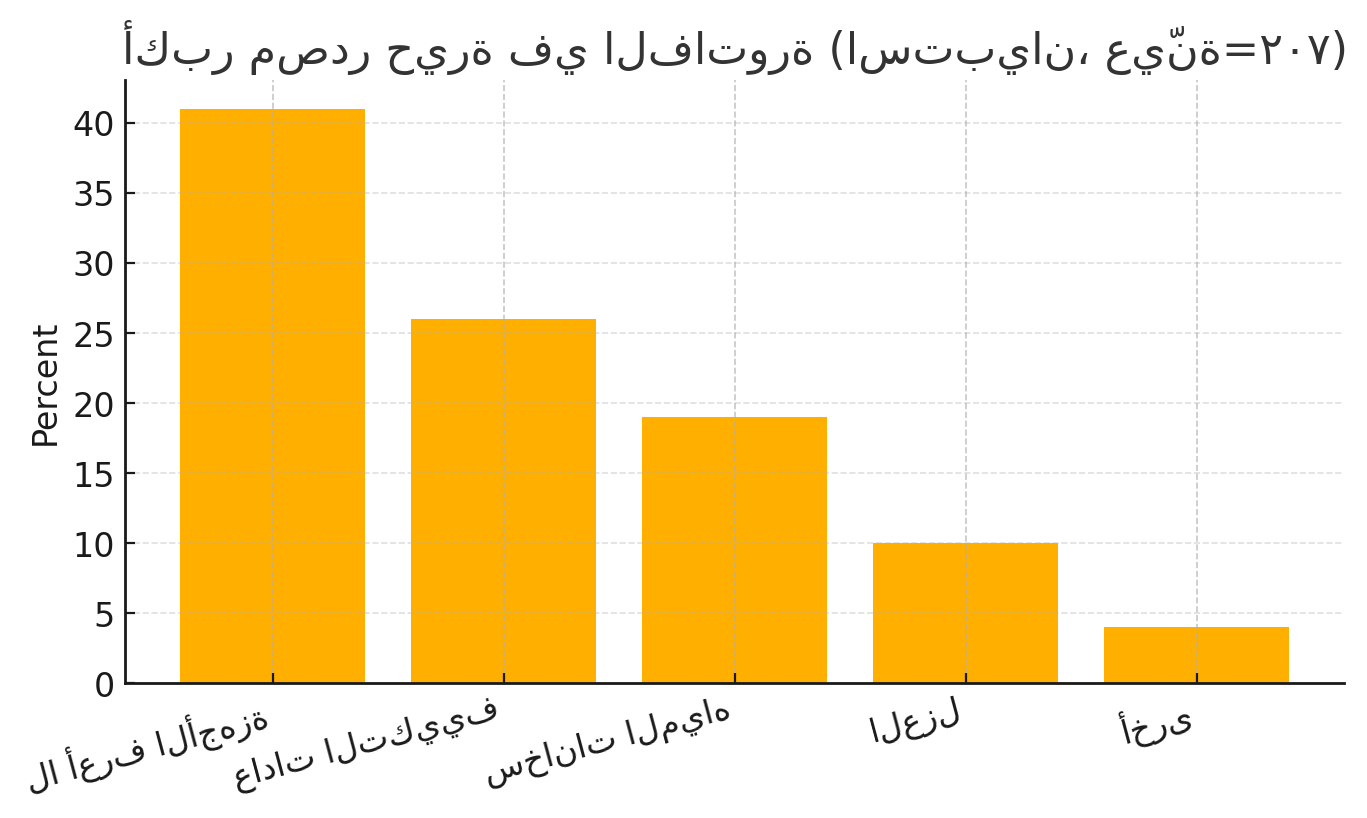 أكبر مصدر حيرة في الفاتورة (استبيان، عيّنة=٢٠٧)
Percent
40
35
30
25
20
15
10
5
0
لا أعرف الأجهزة
عادات التكييف
سخانات المياه
العزل
أخرى